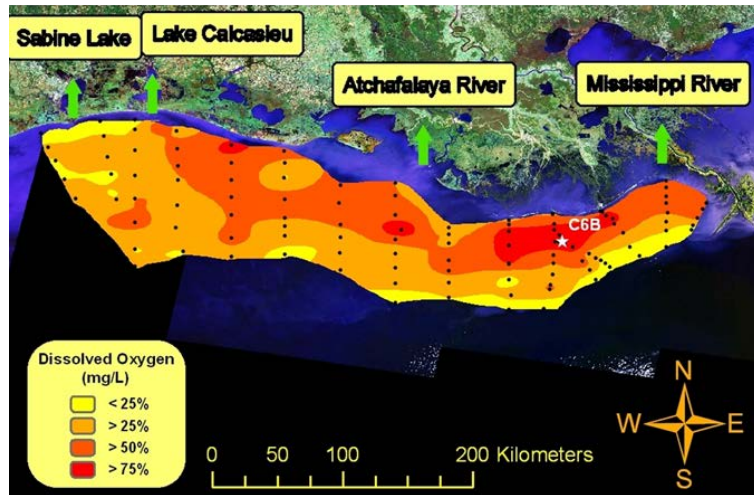 Sabine Lake
Lake Calcasieu
Atchafalaya River
Mississippi River
C6B
Dissolved Oxygen
(mg/L)
< 25%
> 25%
> 50%
> 75%
0 50 100 200 Kilometers
N
W E
S